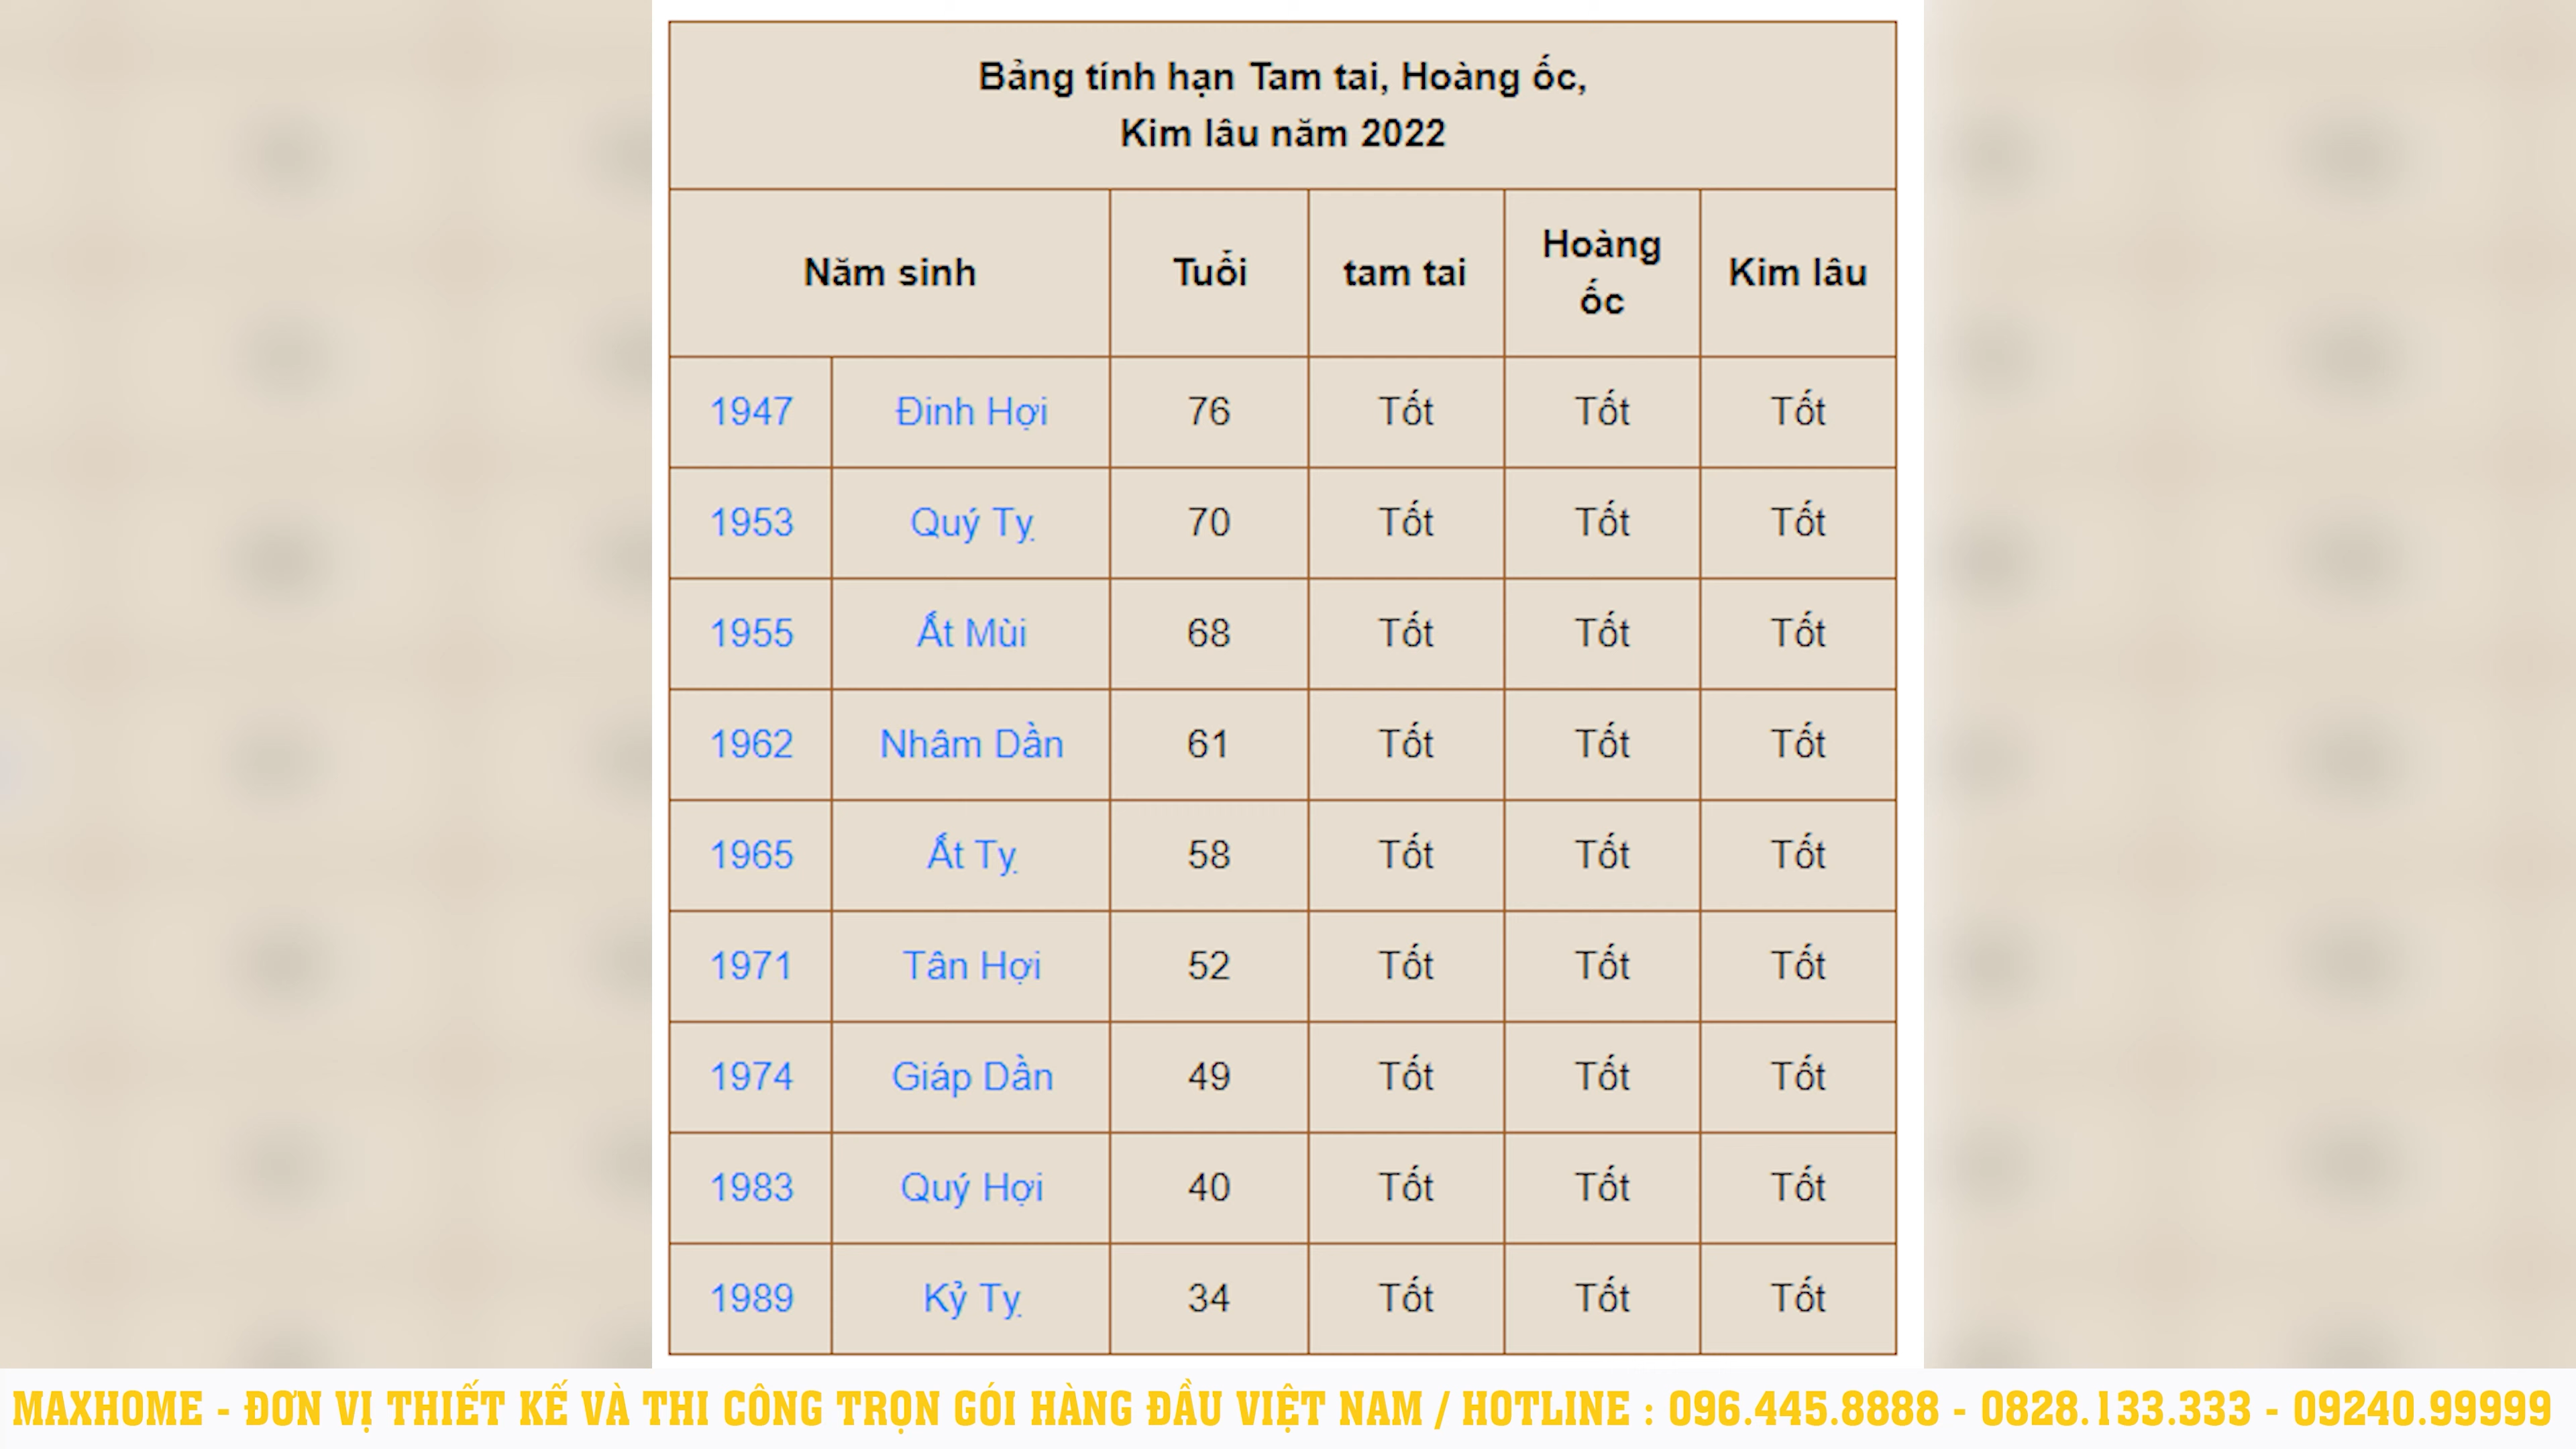 Bảng tính hạn Tam tai, Hoàng ốc,
Kim lâu năm 2022
Năm sinh Tuổi tam tai Hoàng ốc Kim lâu
1947 Đinh Hợi 76 Tốt Tốt Tốt
1953 Quý Tỵ 70 Tốt Tốt Tốt
1955 Ất Mùi 68 Tốt Tốt Tốt
1962 Nhâm Dần 61 Tốt Tốt Tốt
1965 Ất Tỵ 58 Tốt Tốt Tốt
1971 Tân Hợi 52 Tốt Tốt Tốt
1974 Giáp Dần 49 Tốt Tốt Tốt
1983 Quý Hợi 40 Tốt Tốt Tốt
1989 Kỷ Tỵ 34 Tốt Tốt Tốt
MAXHOME - ĐƠN VỊ THIẾT KẾ VÀ THI CÔNG TRỌN GÓI HÀNG ĐẦU VIỆT NAM / HOTLINE : 096.445.8888 - 0828.133.333 - 09240.99999